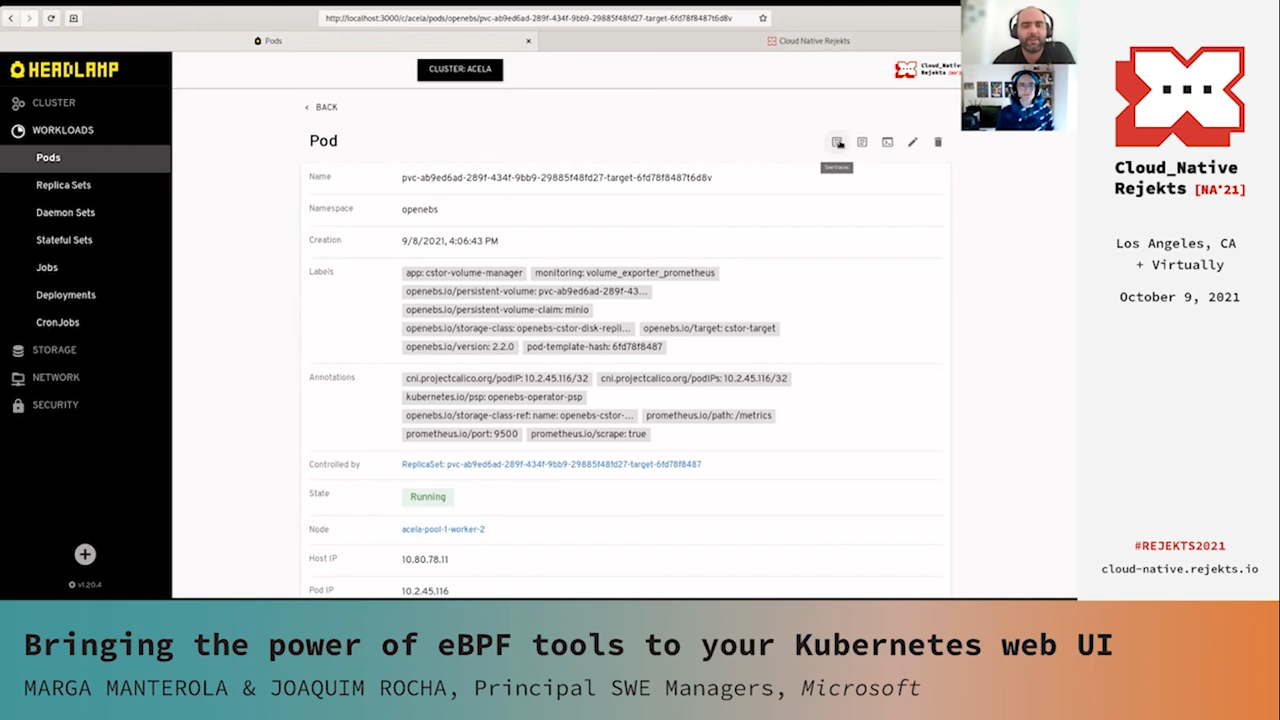 http://localhost:3000/c/acela/pods/openebs/pvc-ab9ed6ad-289f-434f-9bb9-29885f48fd27-target-6fd78f8487t6d8v
Pods
Cloud Native Rejekts
HEADLAMP
CLUSTER: ACELA
Cloud_Native
Rejekts
CLUSTER
WORKLOADS
Pods
Replica Sets
Daemon Sets
Stateful Sets
Jobs
Deployments
CronJobs
STORAGE
NETWORK
SECURITY
v1.20.4
BACK
Pod
Name
pvc-ab9ed6ad-289f-434f-9bb9-29885f48fd27-target-6fd78f8487t6d8v
Namespace
openebs
Creation
9/8/2021, 4:06:43 PM
Labels
app: cstor-volume-manager monitoring: volume_exporter_prometheus
openebs.io/persistent-volume: pvc-ab9ed6ad-289f-43...
openebs.io/persistent-volume-claim: minio
openebs.io/storage-class: openebs-cstor-disk-repli... openebs.io/target: cstor-target
openebs.io/version: 2.2.0 pod-template-hash: 6fd78f8487
Annotations
cni.projectcalico.org/podIP: 10.2.45.116/32 cni.projectcalico.org/podIPs: 10.2.45.116/32
kubernetes.io/psp: openebs-operator-psp
openebs.io/storage-class-ref: name: openebs-cstor-... prometheus.io/path: /metrics
prometheus.io/port: 9500 prometheus.io/scrape: true
Controlled by
ReplicaSet: pvc-ab9ed6ad-289f-434f-9bb9-29885f48fd27-target-6fd78f8487
State
Running
Node
acela-pool-1-worker-2
Host IP
10.80.78.11
Pod IP
10.2.45.116
Cloud_Native
Rejekts [NA'21]
Los Angeles, CA
+ Virtually
October 9, 2021
#REJEKTS2021
cloud-native.rejekts.io
Bringing the power of eBPF tools to your Kubernetes web UI
MARGA MANTEROLA & JOAQUIM ROCHA, Principal SWE Managers, Microsoft